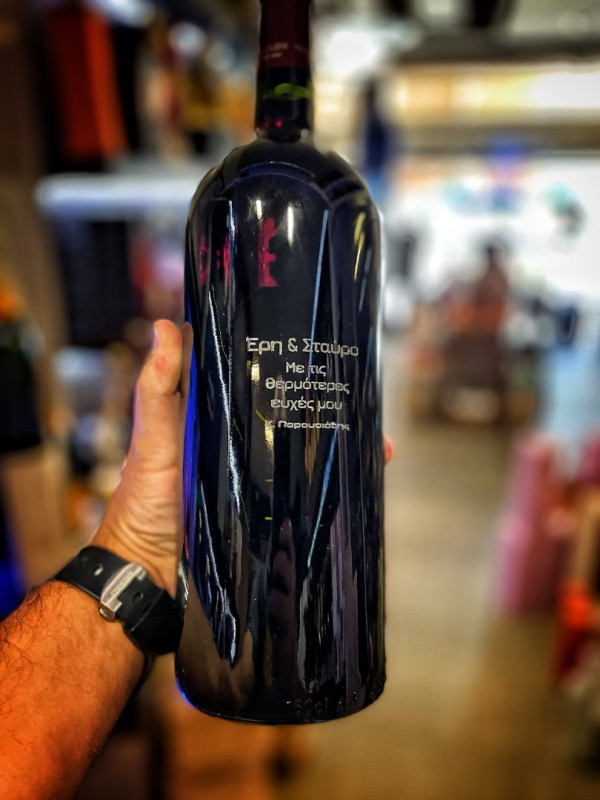 Έρη & Σταύρο
Με τις
θερμότερες
ευχές μου
Κ. Παρουσιάδης